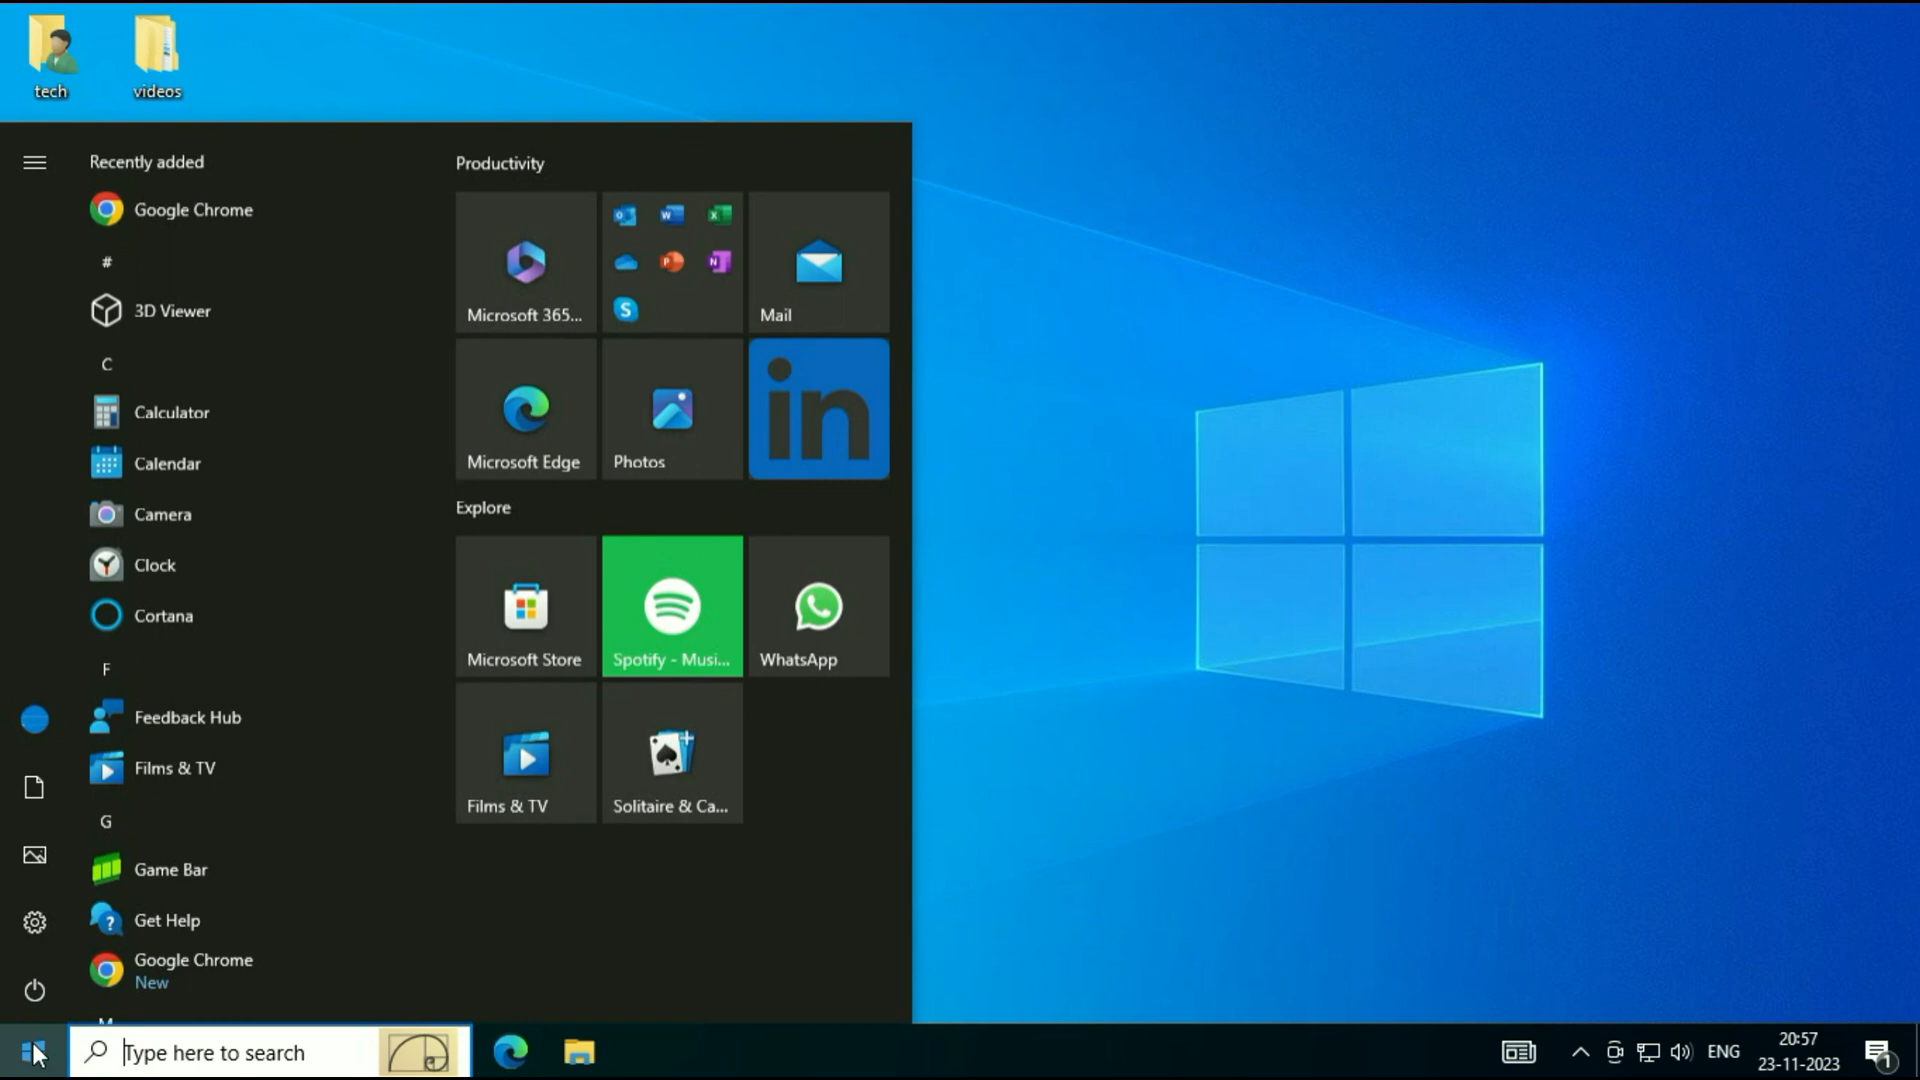 tech
videos
Recently added
Google Chrome
#
3D Viewer
C
Calculator
Calendar
Camera
Clock
Cortana
F
Feedback Hub
Films & TV
G
Game Bar
Get Help
Google Chrome
New
Productivity
Microsoft 365...
Mail
Microsoft Edge
Photos
in
Explore
Microsoft Store
Spotify - Musi...
WhatsApp
Films & TV
Solitaire & Ca...
Type here to search
ENG
20:57
23-11-2023
1